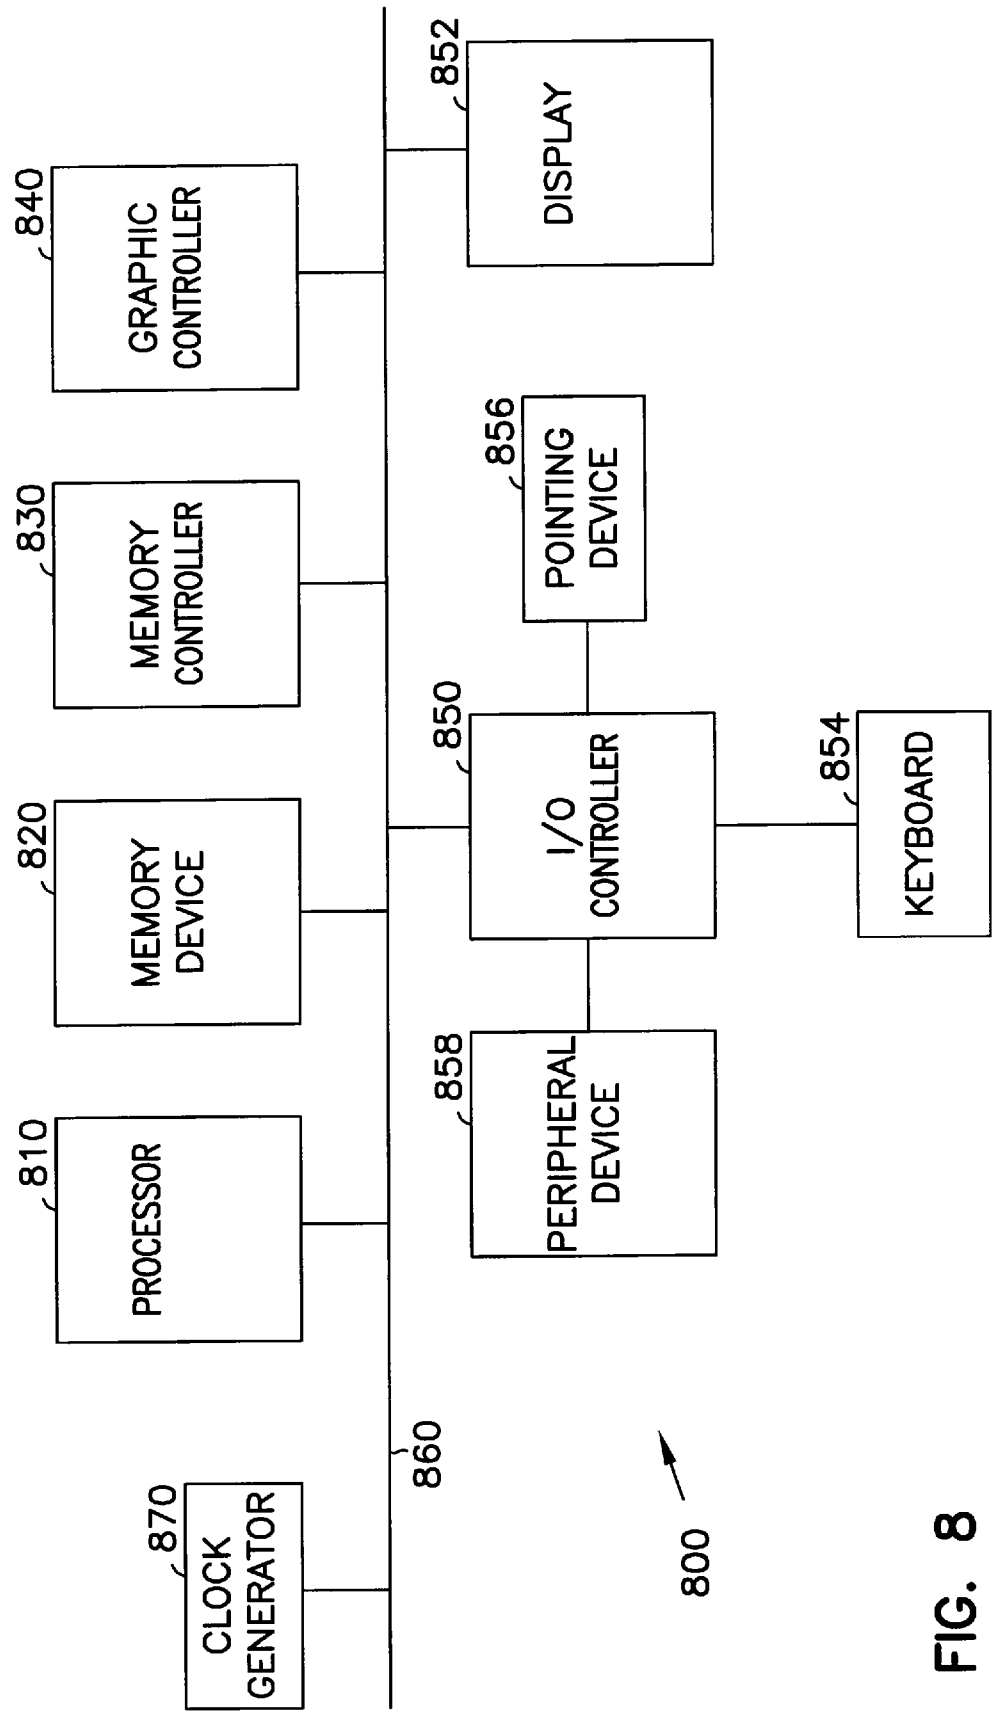 870
CLOCK
GENERATOR
810
PROCESSOR
820
MEMORY
DEVICE
830
MEMORY
CONTROLLER
840
GRAPHIC
CONTROLLER
860
858
PERIPHERAL
DEVICE
850
I/O
CONTROLLER
856
POINTING
DEVICE
852
DISPLAY
854
KEYBOARD
800
FIG. 8